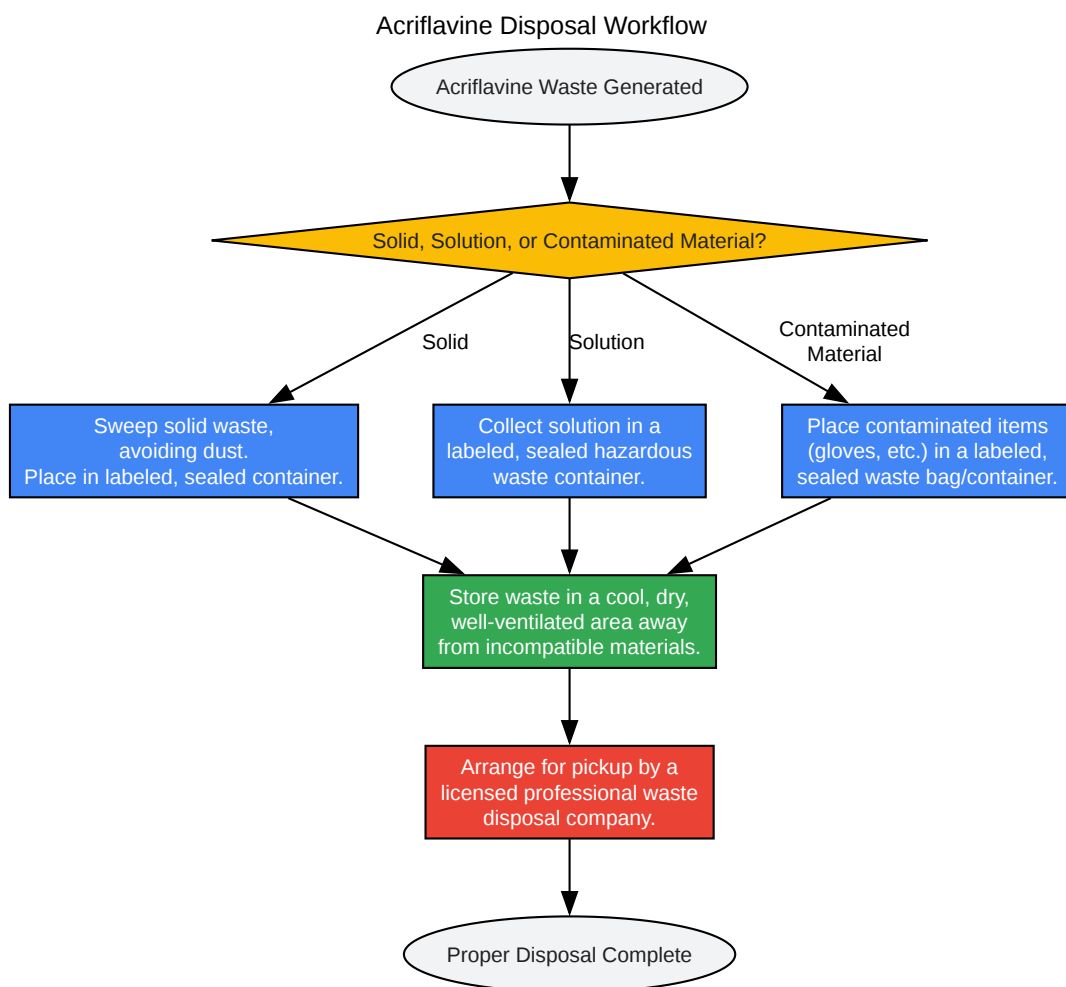 Acriflavine Disposal Workflow
Acriflavine Waste Generated
Solid, Solution, or Contaminated Material?
Solid
Solution
Contaminated
Material
Sweep solid waste,
avoiding dust.
Place in labeled, sealed container.
Collect solution in a
labeled, sealed hazardous
waste container.
Place contaminated items
(gloves, etc.) in a labeled,
sealed waste bag/container.
Store waste in a cool, dry,
well-ventilated area away
from incompatible materials.
Arrange for pickup by a
licensed professional waste
disposal company.
Proper Disposal Complete